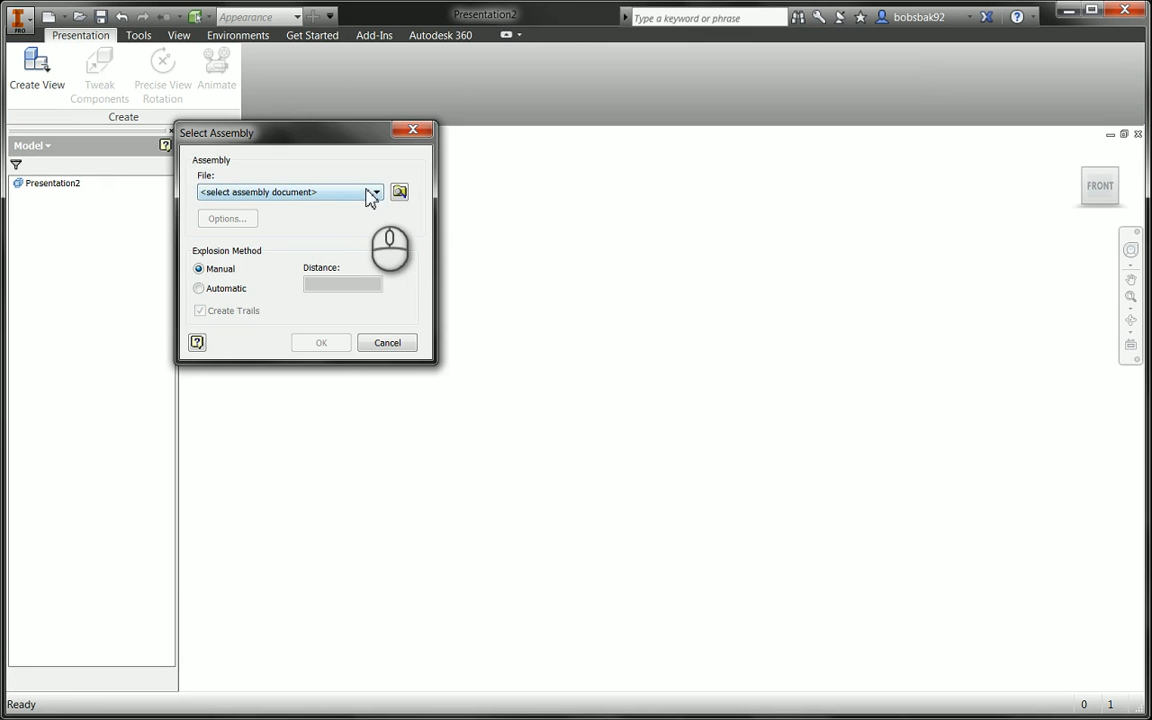 PRO
Appearance
Presentation2
Type a keyword or phrase
bobsbak92
Presentation
Tools
View
Environments
Get Started
Add-Ins
Autodesk 360
Create View
Tweak
Components
Precise View
Rotation
Animate
Create
Model
Presentation2
Select Assembly
Assembly
File:
<select assembly document>
Options...
Explosion Method
Manual
Distance:
Automatic
Create Trails
OK
Cancel
FRONT
Ready
0
1